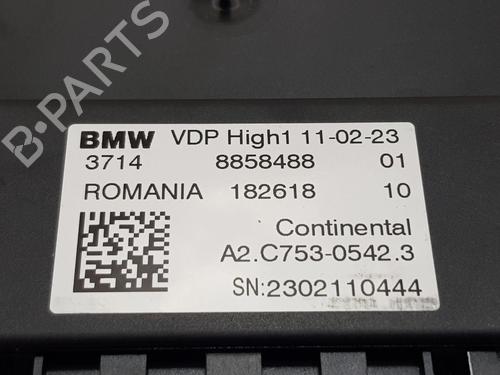 B-PARTS
BMW VDP High1 11-02-23
3714 8858488 01
ROMANIA 182618 10
Continental
A2.C753-0542.3
SN:2302110444